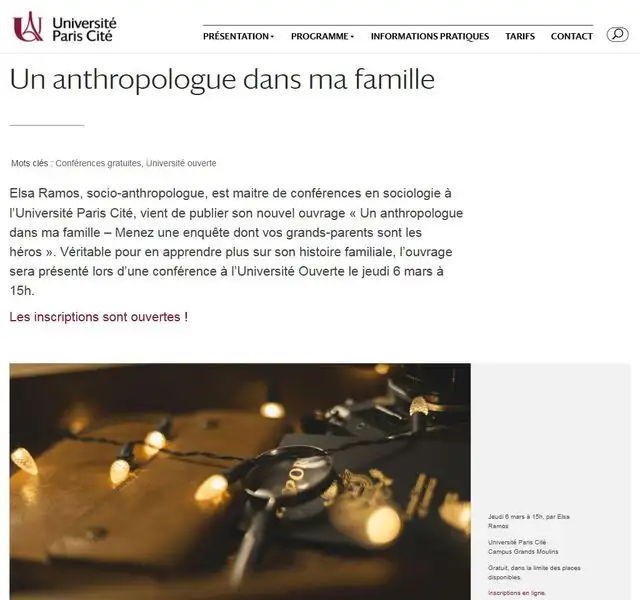 Université
Paris Cité
PRÉSENTATION
PROGRAMME
INFORMATIONS PRATIQUES
TARIFS
CONTACT
Un anthropologue dans ma famille
Mots clés : Conférences gratuites, Université ouverte
Elsa Ramos, socio-anthropologue, est maitre de conférences en sociologie à
l’Université Paris Cité, vient de publier son nouvel ouvrage « Un anthropologue
dans ma famille – Menez une enquête dont vos grands-parents sont les
héros ». Véritable pour en apprendre plus sur son histoire familiale, l’ouvrage
sera présenté lors d’une conférence à l’Université Ouverte le jeudi 6 mars à
15h.
Les inscriptions sont ouvertes !
Jeudi 6 mars à 15h, par Elsa
Ramos
Université Paris Cité
Campus Grands Moulins
Gratuit, dans la limite des places
disponibles.
Inscriptions en ligne.